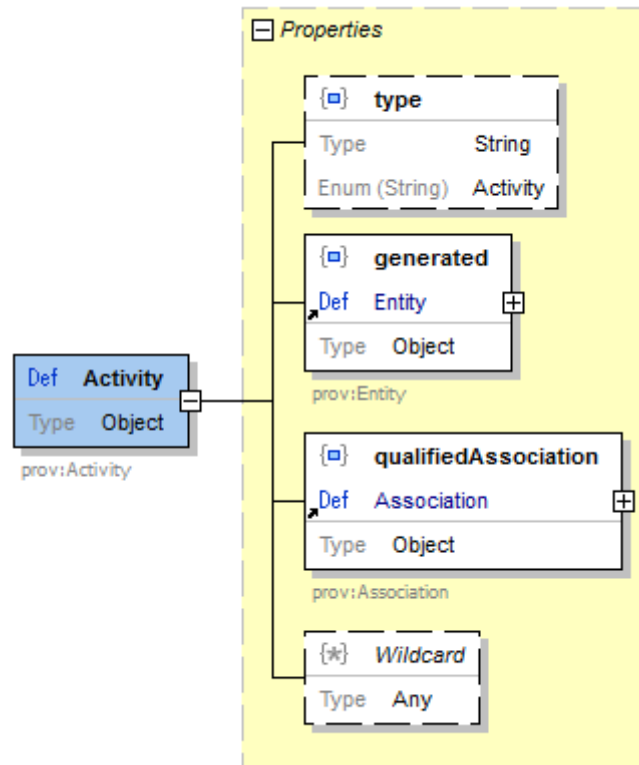 Properties
{} type
Type String
Enum (String) Activity
{} generated
Def Entity
Type Object
prov:Entity
Def Activity
Type Object
prov:Activity
{} qualifiedAssociation
Def Association
Type Object
prov:Association
{*} Wildcard
Type Any